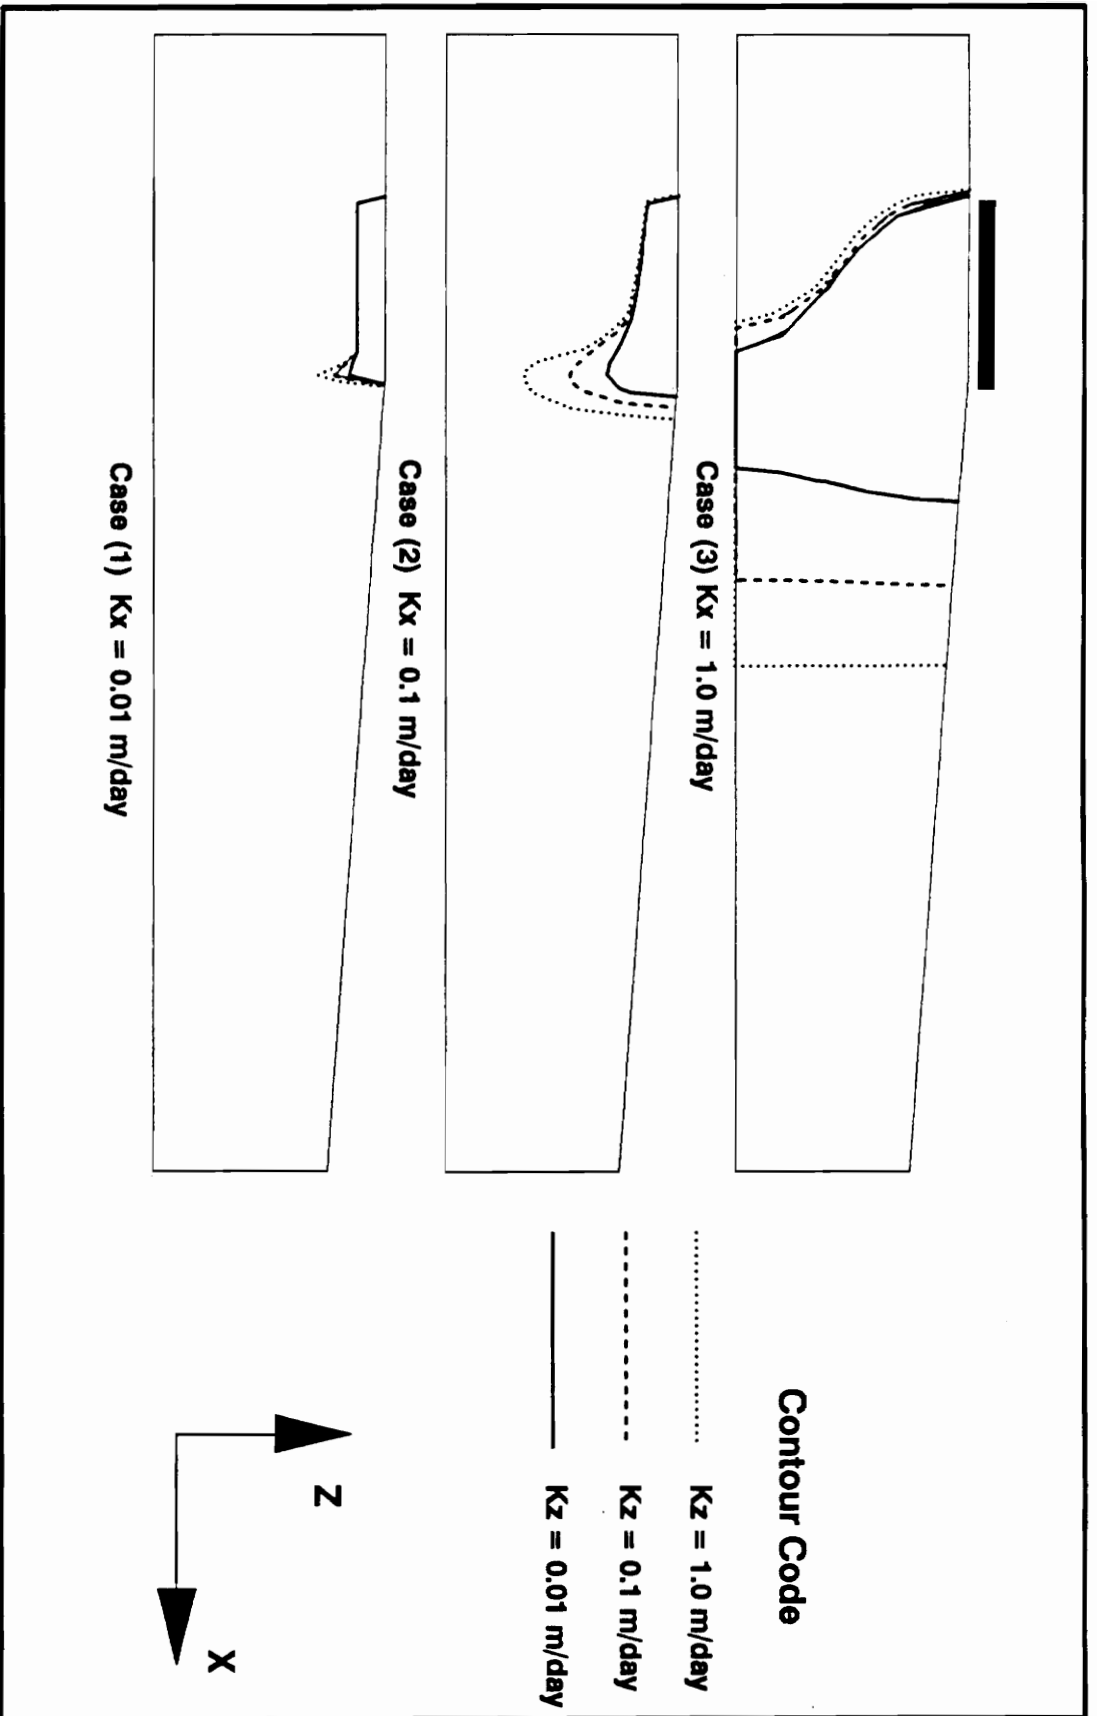 Case (3) Kx = 1.0 m/day
Case (2) Kx = 0.1 m/day
Case (1) Kx = 0.01 m/day
Contour Code
Kz = 1.0 m/day
Kz = 0.1 m/day
Kz = 0.01 m/day
Z
X